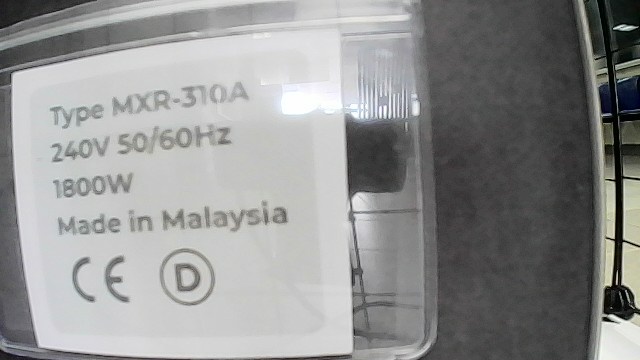 Type MXR-310A
240V 50/60Hz
1800W
Made in Malaysia
CE D